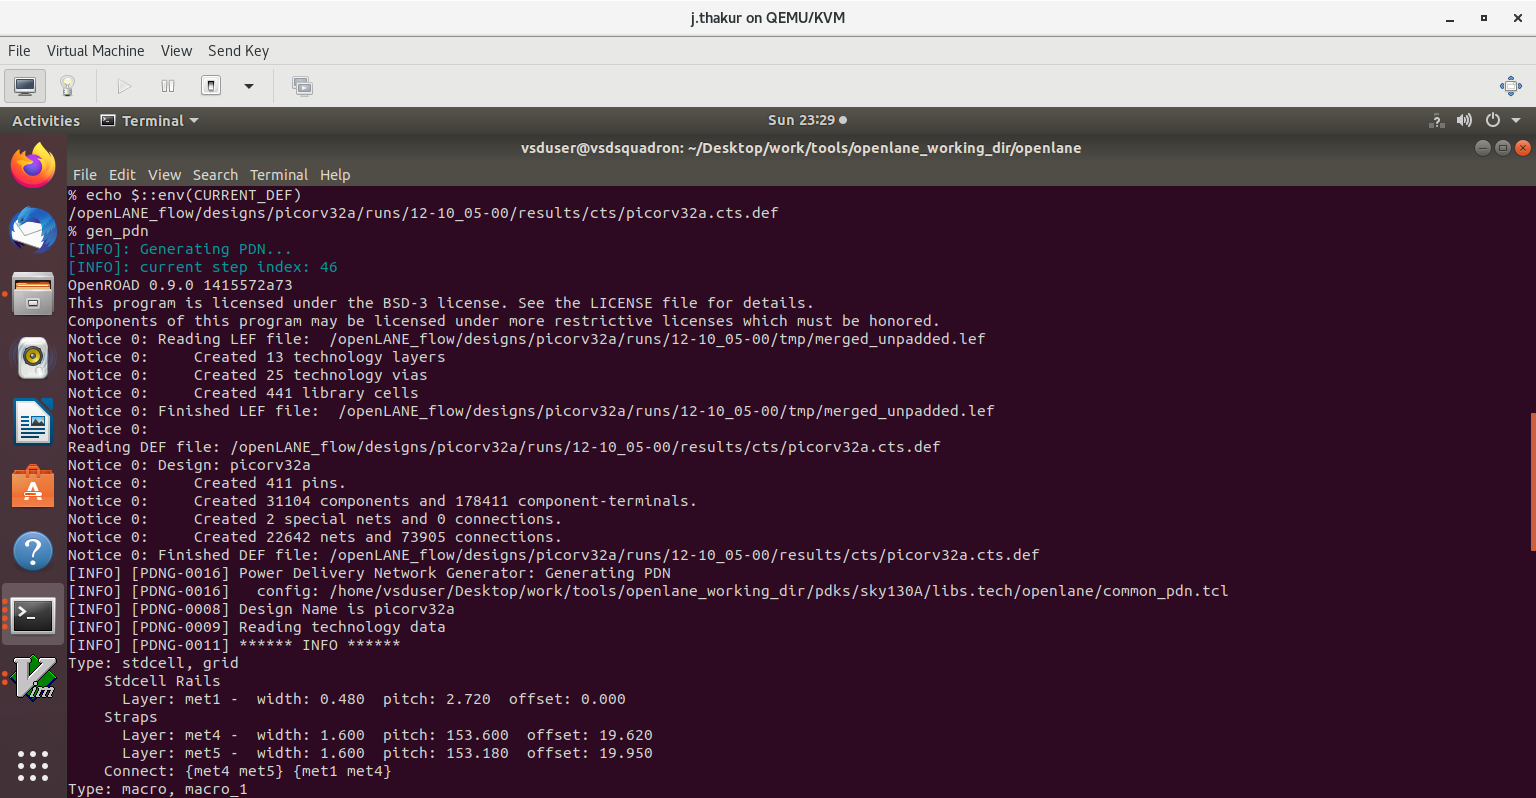 j.thakur on QEMU/KVM
File Virtual Machine View Send Key
Activities Terminal Sun 23:29
vsduser@vsdsquadron: ~/Desktop/work/tools/openlane_working_dir/openlane
File Edit View Search Terminal Help
% echo $::env(CURRENT_DEF)
/openLANE_flow/designs/picorv32a/runs/12-10_05-00/results/cts/picorv32a.cts.def
% gen_pdn
[INFO]: Generating PDN...
[INFO]: current step index: 46
OpenROAD 0.9.0 1415572a73
This program is licensed under the BSD-3 license. See the LICENSE file for details.
Components of this program may be licensed under more restrictive licenses which must be honored.
Notice 0: Reading LEF file:  /openLANE_flow/designs/picorv32a/runs/12-10_05-00/tmp/merged_unpadded.lef
Notice 0:     Created 13 technology layers
Notice 0:     Created 25 technology vias
Notice 0:     Created 441 library cells
Notice 0: Finished LEF file:  /openLANE_flow/designs/picorv32a/runs/12-10_05-00/tmp/merged_unpadded.lef
Notice 0:
Reading DEF file: /openLANE_flow/designs/picorv32a/runs/12-10_05-00/results/cts/picorv32a.cts.def
Notice 0: Design: picorv32a
Notice 0:     Created 411 pins.
Notice 0:     Created 31104 components and 178411 component-terminals.
Notice 0:     Created 2 special nets and 0 connections.
Notice 0:     Created 22642 nets and 73905 connections.
Notice 0: Finished DEF file: /openLANE_flow/designs/picorv32a/runs/12-10_05-00/results/cts/picorv32a.cts.def
[INFO] [PDNG-0016] Power Delivery Network Generator: Generating PDN
[INFO] [PDNG-0016]   config: /home/vsduser/Desktop/work/tools/openlane_working_dir/pdks/sky130A/libs.tech/openlane/common_pdn.tcl
[INFO] [PDNG-0008] Design Name is picorv32a
[INFO] [PDNG-0009] Reading technology data
[INFO] [PDNG-0011] ****** INFO ******
Type: stdcell, grid
    Stdcell Rails
      Layer: met1 -  width: 0.480  pitch: 2.720  offset: 0.000
    Straps
      Layer: met4 -  width: 1.600  pitch: 153.600  offset: 19.620
      Layer: met5 -  width: 1.600  pitch: 153.180  offset: 19.950
    Connect: {met4 met5} {met1 met4}
Type: macro, macro_1